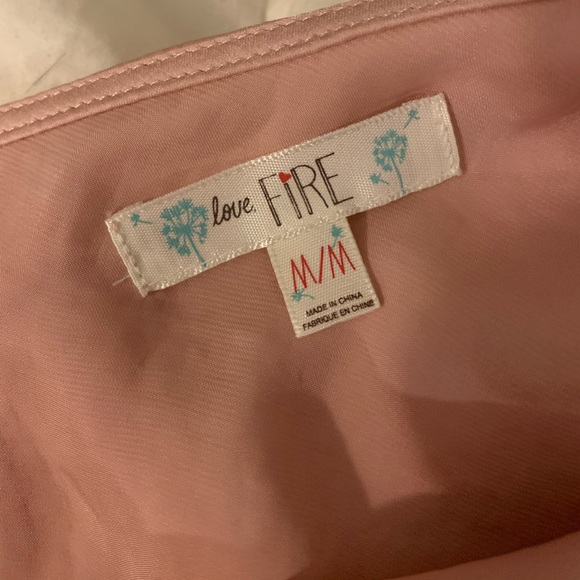 love, FiRE
M/M
MADE IN CHINA
FABRIQUE EN CHINE